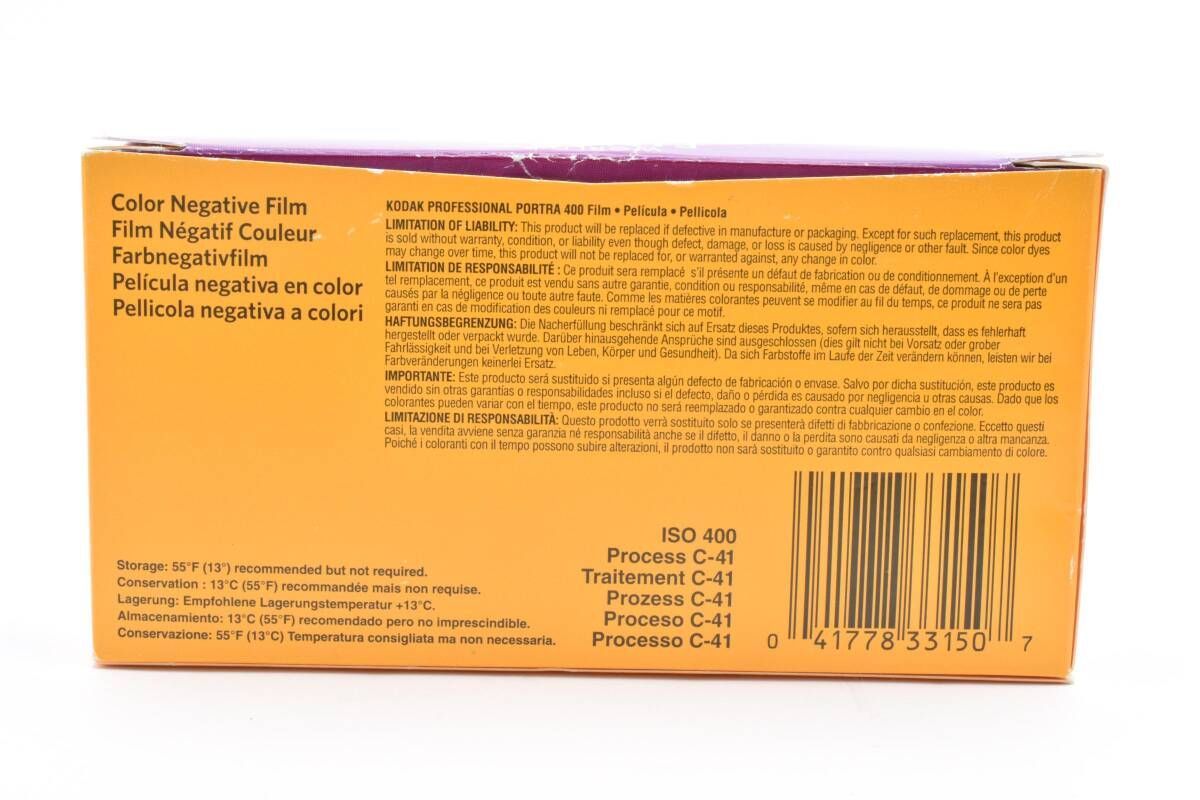 Color Negative Film
Film Négatif Couleur
Farbnegativfilm
Película negativa en color
Pellicola negativa a colori
KODAK PROFESSIONAL PORTRA 400 Film • Película • Pellicola
LIMITATION OF LIABILITY: This product will be replaced if defective in manufacture or packaging. Except for such replacement, this product
is sold without warranty, condition, or liability even though defect, damage, or loss is caused by negligence or other fault. Since color dyes
may change over time, this product will not be replaced for, or warranted against, any change in color.
LIMITATION DE RESPONSABILITÉ : Ce produit sera remplacé s'il présente un défaut de fabrication ou de conditionnement. À l'exception d'un
tel remplacement, ce produit est vendu sans autre garantie, condition ou responsabilité, même en cas de défaut, de dommage ou de perte
causés par la négligence ou toute autre faute. Comme les matières colorantes peuvent se modifier au fil du temps, ce produit ne sera pas
garanti en cas de modification des couleurs ni remplacé pour ce motif.
HAFTUNGSBEGRENZUNG: Die Nacherfüllung beschränkt sich auf Ersatz dieses Produktes, sofern sich herausstellt, dass es fehlerhaft
hergestellt oder verpackt wurde. Darüber hinausgehende Ansprüche sind ausgeschlossen (dies gilt nicht bei Vorsatz oder grober
Fahrlässigkeit und bei Verletzung von Leben, Körper und Gesundheit). Da sich Farbstoffe im Laufe der Zeit verändern können, leisten wir bei
Farbveränderungen keinerlei Ersatz.
IMPORTANTE: Este producto será sustituido si presenta algún defecto de fabricación o envase. Salvo por dicha sustitución, este producto es
vendido sin otras garantías o responsabilidades incluso si el defecto, daño o pérdida es causado por negligencia u otras causas. Dado que los
colorantes pueden variar con el tiempo, este producto no será reemplazado o garantizado contra cualquier cambio en el color.
LIMITAZIONE DI RESPONSABILITÀ: Questo prodotto verrà sostituito solo se presenterà difetti di fabbricazione o confezione. Eccetto questi
casi, la vendita avviene senza garanzia né responsabilità anche se il difetto, il danno o la perdita sono causati da negligenza o altra mancanza.
Poiché i coloranti con il tempo possono subire alterazioni, il prodotto non sarà sostituito o garantito contro qualsiasi cambiamento di colore.
Storage: 55°F (13°) recommended but not required.
Conservation : 13°C (55°F) recommandée mais non requise.
Lagerung: Empfohlene Lagerungstemperatur +13°C.
Almacenamiento: 13°C (55°F) recomendado pero no imprescindible.
Conservazione: 55°F (13°C) Temperatura consigliata ma non necessaria.
ISO 400
Process C-41
Traitement C-41
Prozess C-41
Proceso C-41
Processo C-41
0 41778 33150 7